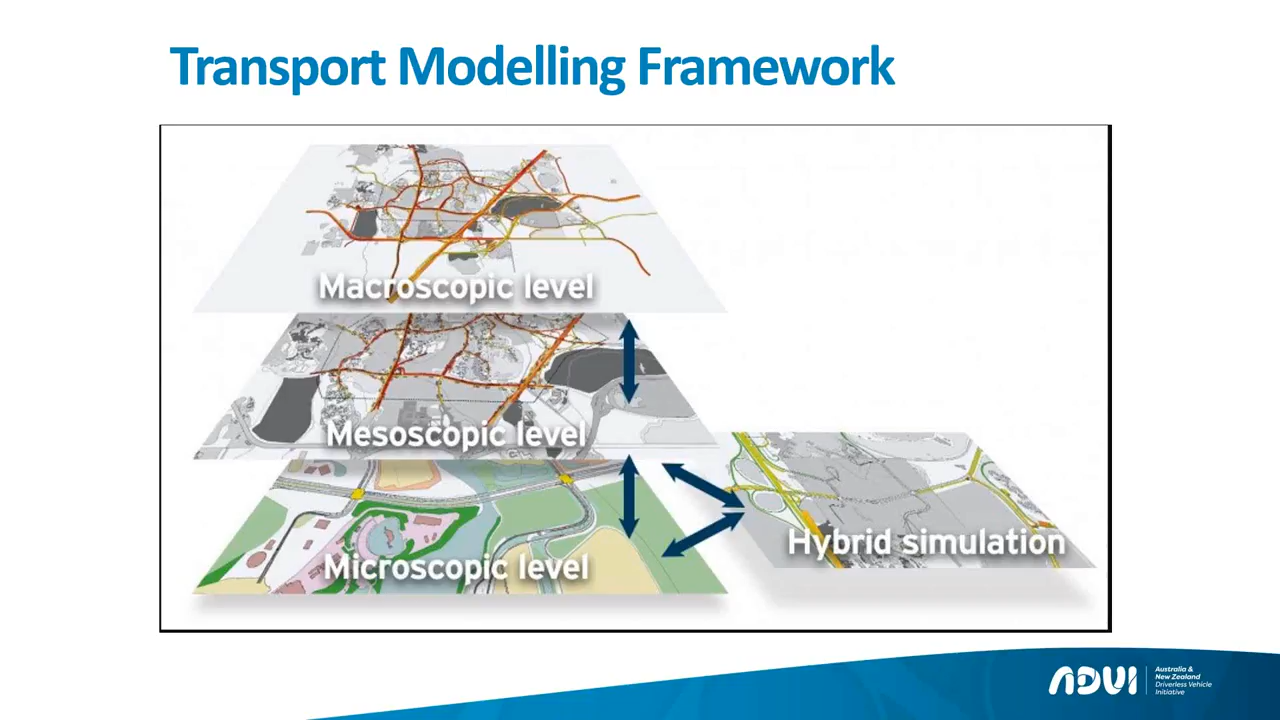 Transport Modelling Framework
Macroscopic level
Mesoscopic level
Microscopic level
Hybrid simulation
ADVI
Australia &
New Zealand
Driverless Vehicle
Initiative